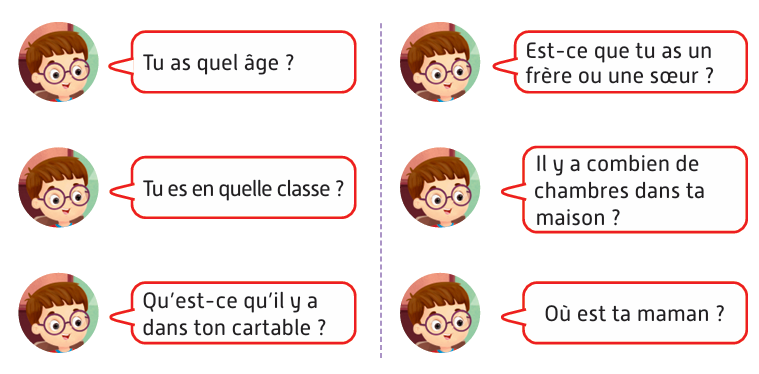 Tu as quel âge ?
Tu es en quelle classe ?
Qu'est-ce qu'il y a
dans ton cartable ?
Est-ce que tu as un
frère ou une sœur ?
Il y a combien de
chambres dans ta
maison ?
Où est ta maman ?